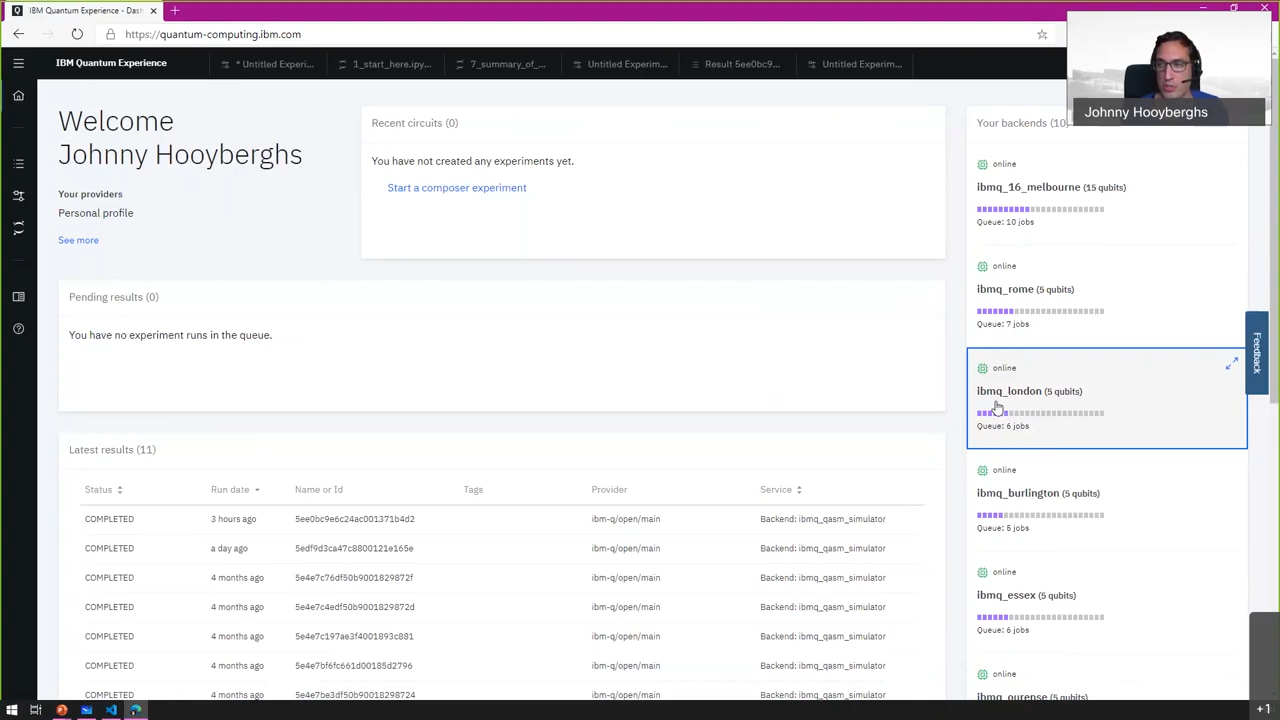 IBM Quantum Experience - Das
https://quantum-computing.ibm.com
IBM Quantum Experience
* Untitled Experi...
1_start_here.ipy...
7_summary_of_...
Untitled Experim...
Result 5ee0bc9...
Untitled Experim...
Johnny Hooyberghs
Welcome
Johnny Hooyberghs
Your providers
Personal profile
See more
Recent circuits (0)
You have not created any experiments yet.
Start a composer experiment
Pending results (0)
You have no experiment runs in the queue.
Latest results (11)
Status Run date Name or Id Tags Provider Service
COMPLETED 3 hours ago 5ee0bc9e6c24ac001371b4d2 ibm-q/open/main Backend: ibmq_qasm_simulator
COMPLETED a day ago 5edf9d3ca47c8800121e165e ibm-q/open/main Backend: ibmq_qasm_simulator
COMPLETED 4 months ago 5e4e7c76df50b9001829872f ibm-q/open/main Backend: ibmq_qasm_simulator
COMPLETED 4 months ago 5e4e7c4edf50b9001829872d ibm-q/open/main Backend: ibmq_qasm_simulator
COMPLETED 4 months ago 5e4e7c197ae3f4001893c881 ibm-q/open/main Backend: ibmq_qasm_simulator
COMPLETED 4 months ago 5e4e7bf6fc661d00185d2796 ibm-q/open/main Backend: ibmq_qasm_simulator
COMPLETED 4 months ago 5e4e7be3df50b90018298724 ibm-q/open/main Backend: ibmq_qasm_simulator
Your backends (10
online
ibmq_16_melbourne (15 qubits)
Queue: 10 jobs
online
ibmq_rome (5 qubits)
Queue: 7 jobs
online
ibmq_london (5 qubits)
Queue: 6 jobs
online
ibmq_burlington (5 qubits)
Queue: 5 jobs
online
ibmq_essex (5 qubits)
Queue: 6 jobs
online
ibmq_ourense (5 qubits)
Feedback
+1